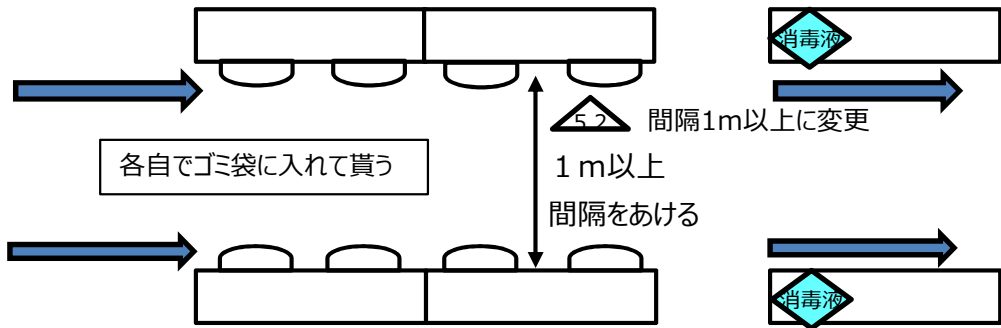 消毒液
5.2
間隔1m以上に変更
各自でゴミ袋に入れて貰う
１ｍ以上
間隔をあける
消毒液